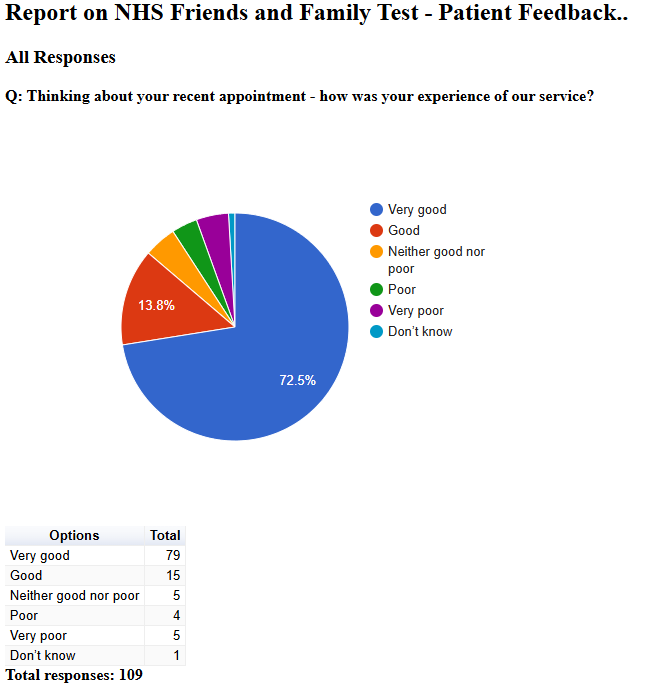 Report on NHS Friends and Family Test - Patient Feedback..
All Responses
Q: Thinking about your recent appointment - how was your experience of our service?
Very good
Good
Neither good nor
poor
Poor
Very poor
Don't know
13.8%
72.5%
Options Total
Very good 79
Good 15
Neither good nor poor 5
Poor 4
Very poor 5
Don't know 1
Total responses: 109